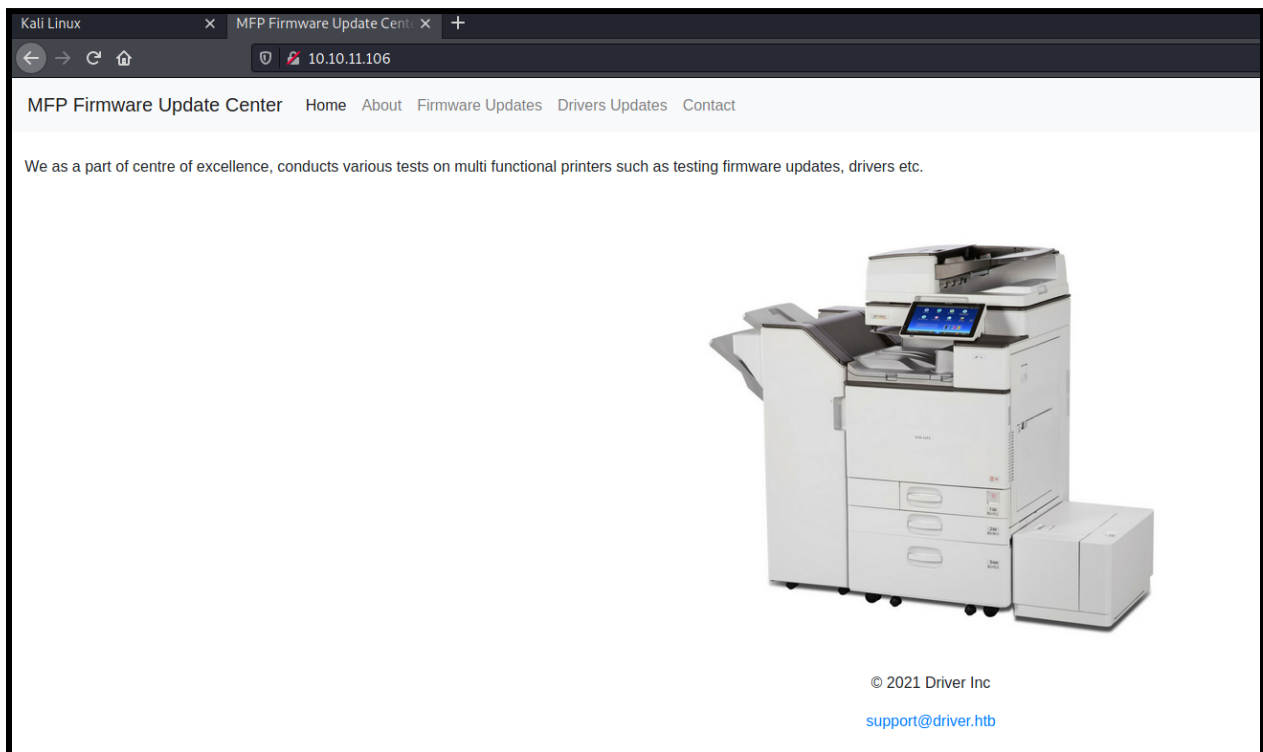 Kali Linux
MFP Firmware Update Cent
10.10.11.106
MFP Firmware Update Center Home About Firmware Updates Drivers Updates Contact
We as a part of centre of excellence, conducts various tests on multi functional printers such as testing firmware updates, drivers etc.
© 2021 Driver Inc
support@driver.htb